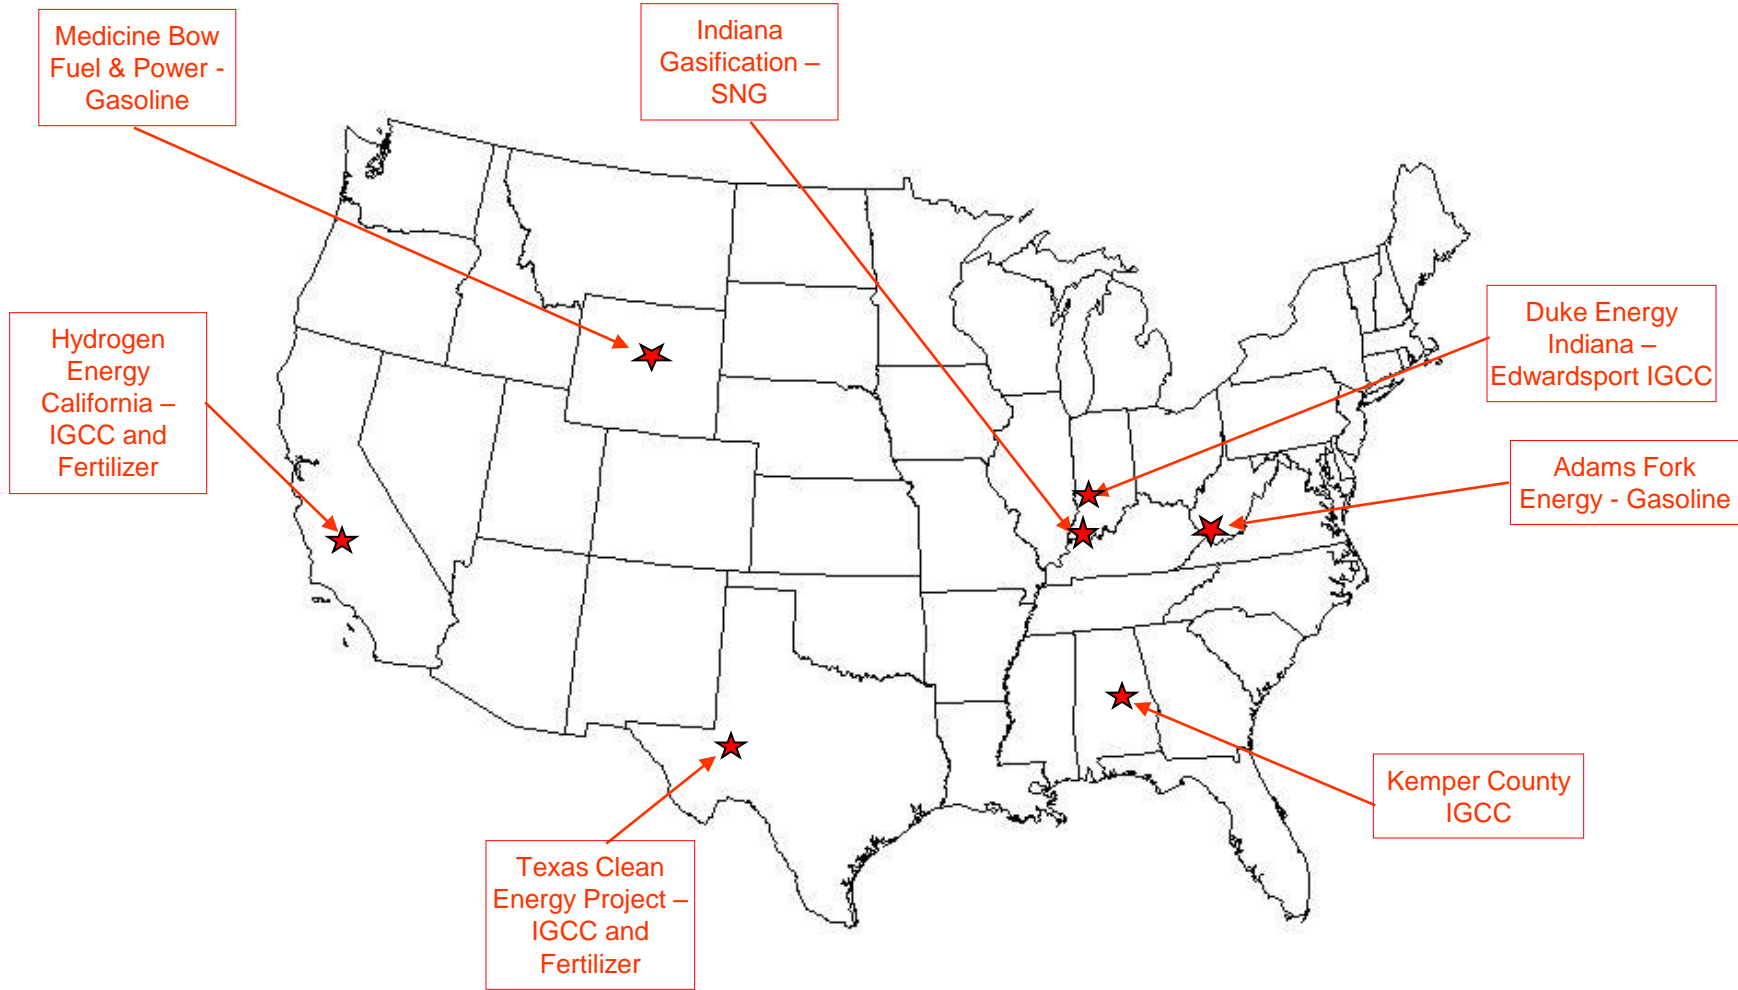 Medicine Bow
Fuel & Power -
Gasoline
Indiana
Gasification –
SNG
Hydrogen
Energy
California –
IGCC and
Fertilizer
Duke Energy
Indiana –
Edwardsport IGCC
Adams Fork
Energy - Gasoline
Kemper County
IGCC
Texas Clean
Energy Project –
IGCC and
Fertilizer